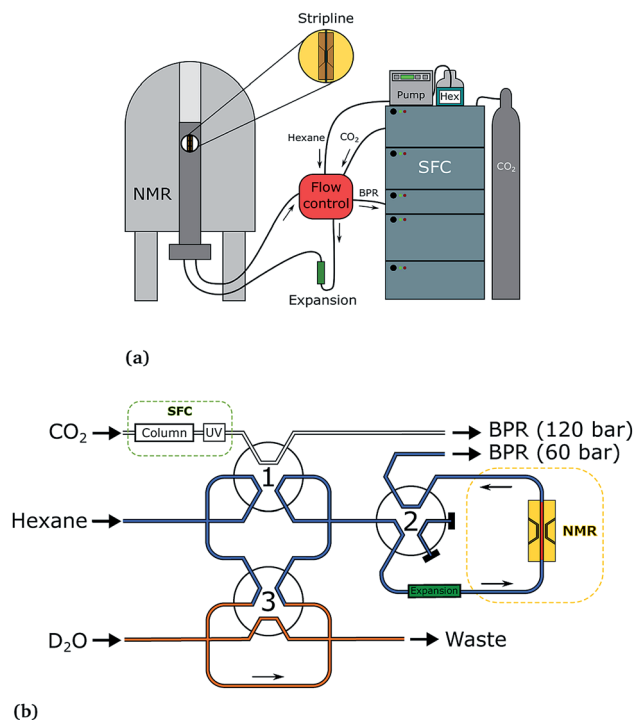 Stripline
Pump
Hex
Hexane
CO₂
SFC
CO₂
NMR
Flow
control
BPR
Expansion
(a)
SFC
CO₂
Column
UV
BPR (120 bar)
BPR (60 bar)
1
Hexane
2
NMR
Expansion
3
D₂O
Waste
(b)